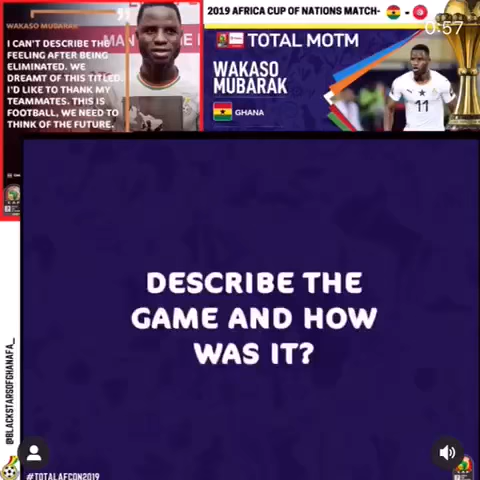 WAKASO MUBARAK
I CAN'T DESCRIBE THE
FEELING AFTER BEING
ELIMINATED. WE
DREAMT OF THIS TITLED.
I'D LIKE TO THANK MY
TEAMMATES. THIS IS
FOOTBALL, WE NEED TO
THINK OF THE FUTURE.
MAN
2019 AFRICA CUP OF NATIONS MATCH-
0:57
TOTAL MOTM
WAKASO
MUBARAK
GHANA
11
DESCRIBE THE
GAME AND HOW
WAS IT?
@BLACKSTARSOFGHANAFA_
#TOTALAFCON2019